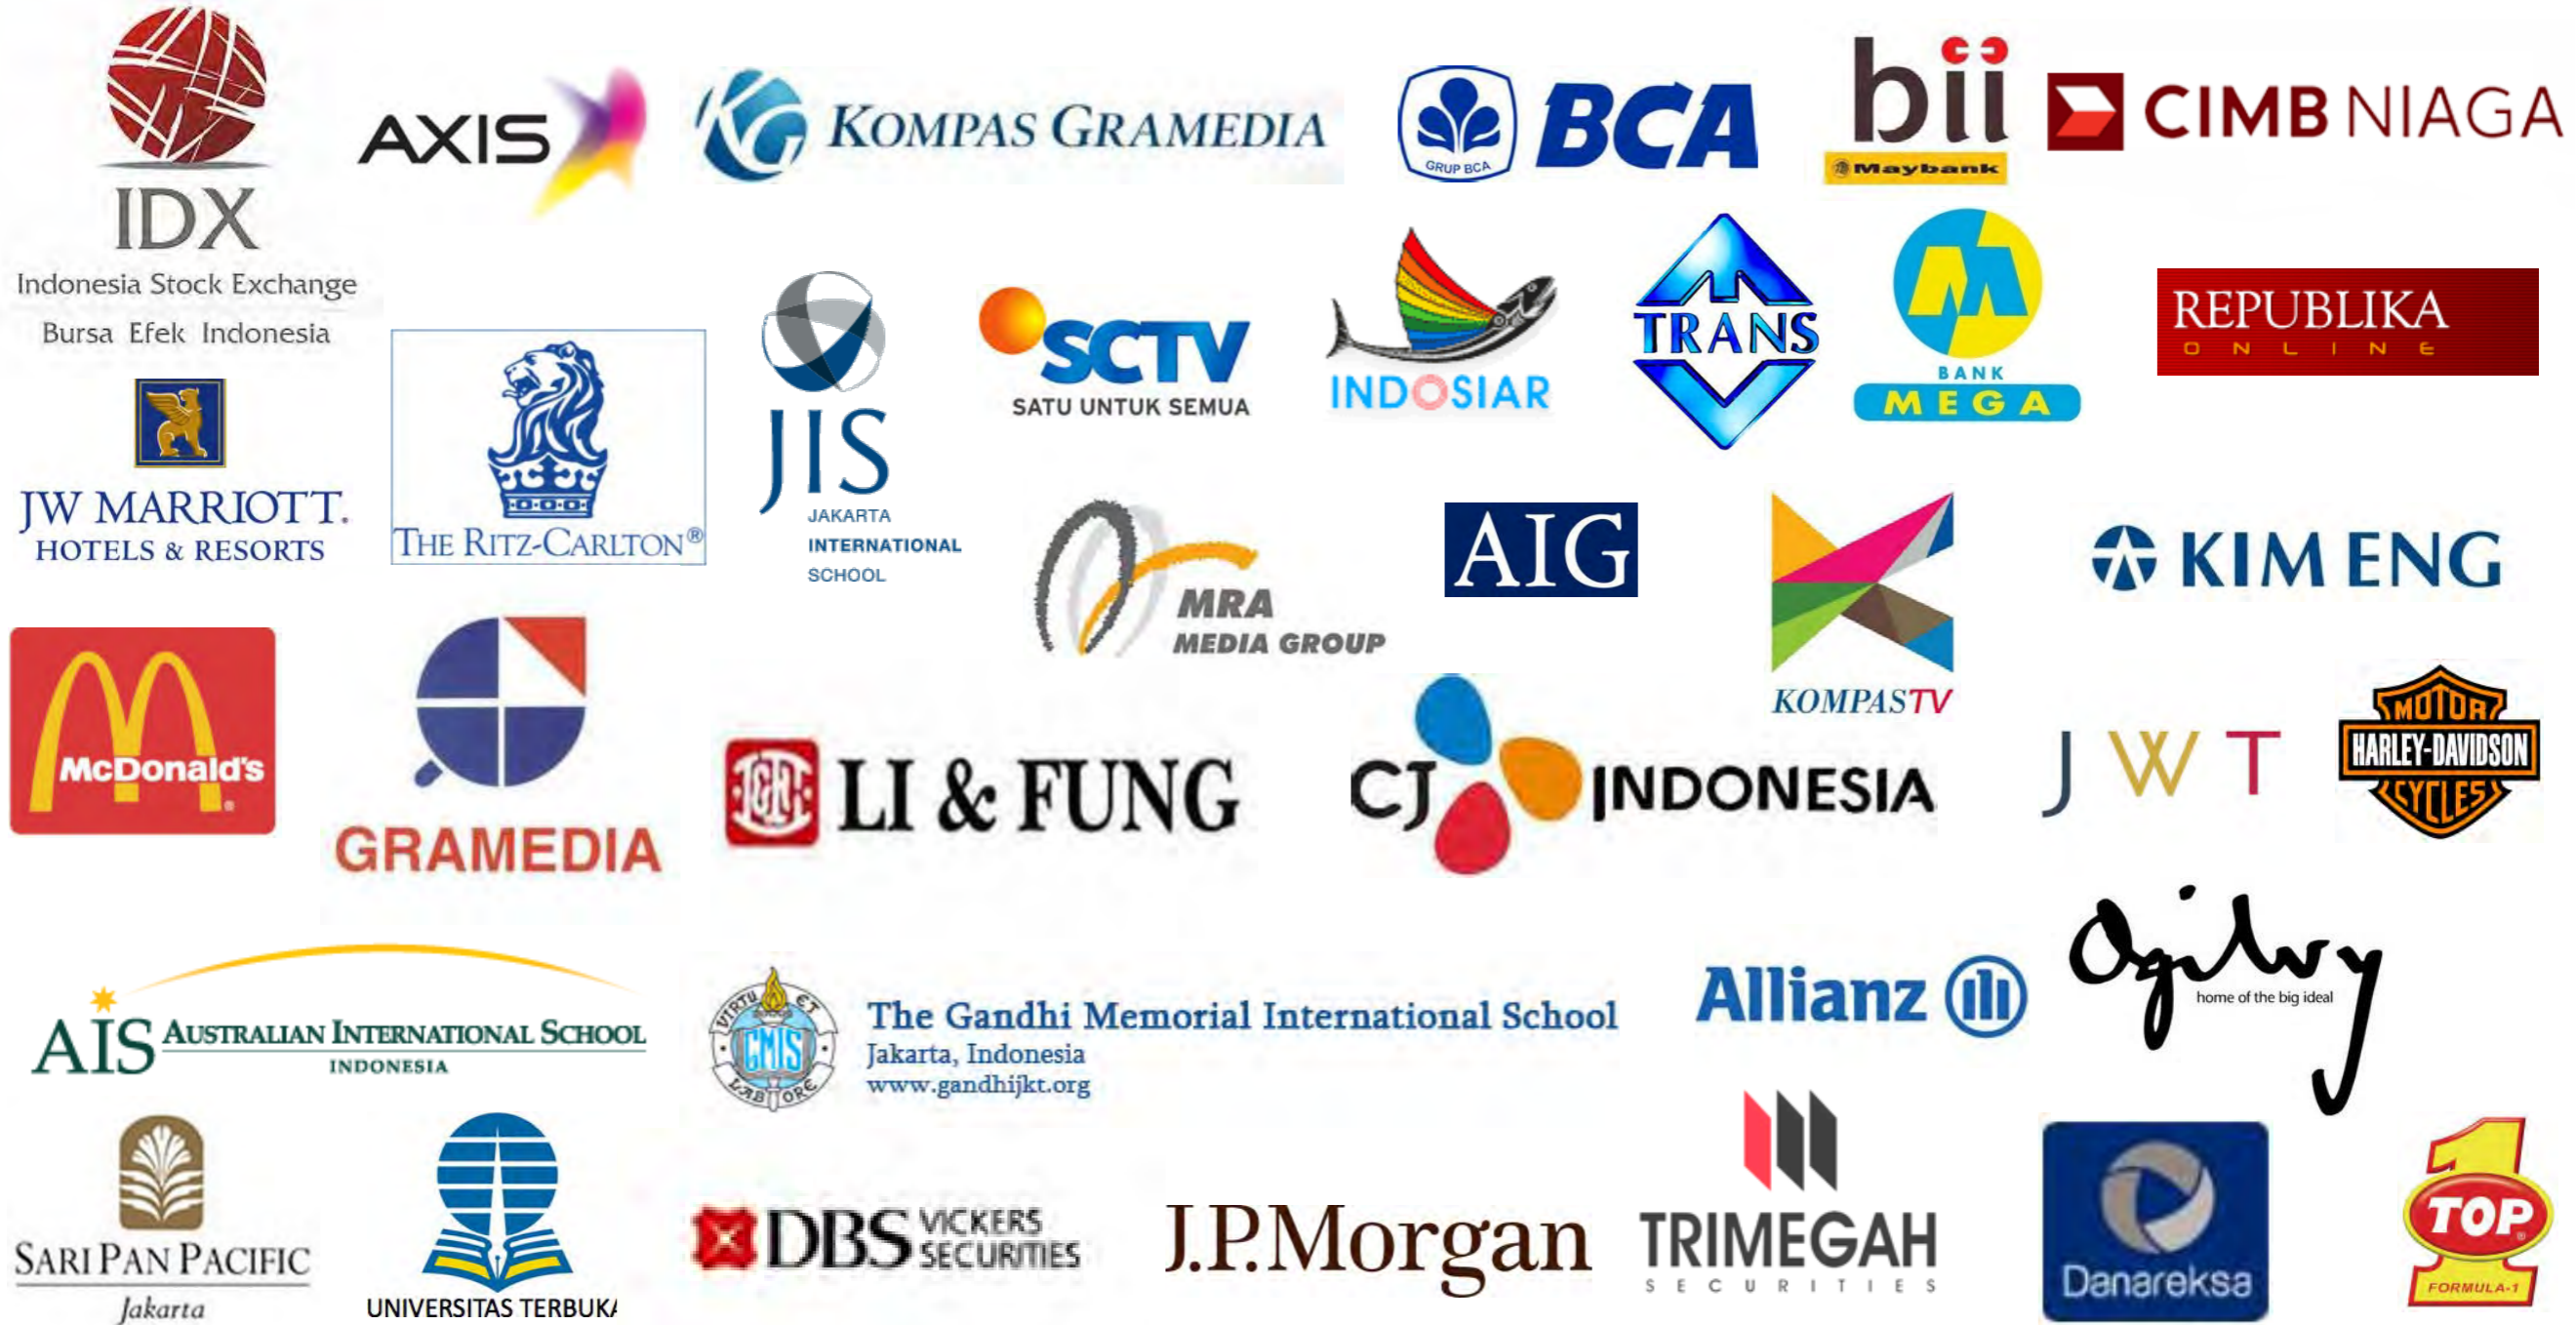 IDX
Indonesia Stock Exchange
Bursa Efek Indonesia
AXIS
KG KOMPAS GRAMEDIA
GRUP BCA
BCA
bii
Maybank
CIMB NIAGA
JW MARRIOTT®
HOTELS & RESORTS
THE RITZ-CARLTON®
JIS
JAKARTA
INTERNATIONAL
SCHOOL
SCTV
SATU UNTUK SEMUA
INDOSIAR
TRANS
BANK
MEGA
REPUBLIKA
ONLINE
MRA
MEDIA GROUP
AIG
KOMPASTV
KIM ENG
McDonald's®
GRAMEDIA
LI & FUNG
CJ INDONESIA
JWT
MOTOR
HARLEY-DAVIDSON
CYCLES
AIS AUSTRALIAN INTERNATIONAL SCHOOL
INDONESIA
VIRTU ET
GMIS
LABORE
The Gandhi Memorial International School
Jakarta, Indonesia
www.gandhijkt.org
Allianz
Ogilvy
home of the big ideal
SARI PAN PACIFIC
Jakarta
UNIVERSITAS TERBUKA
DBS VICKERS
SECURITIES
J.P.Morgan
TRIMEGAH
SECURITIES
Danareksa
1
TOP®
FORMULA-1